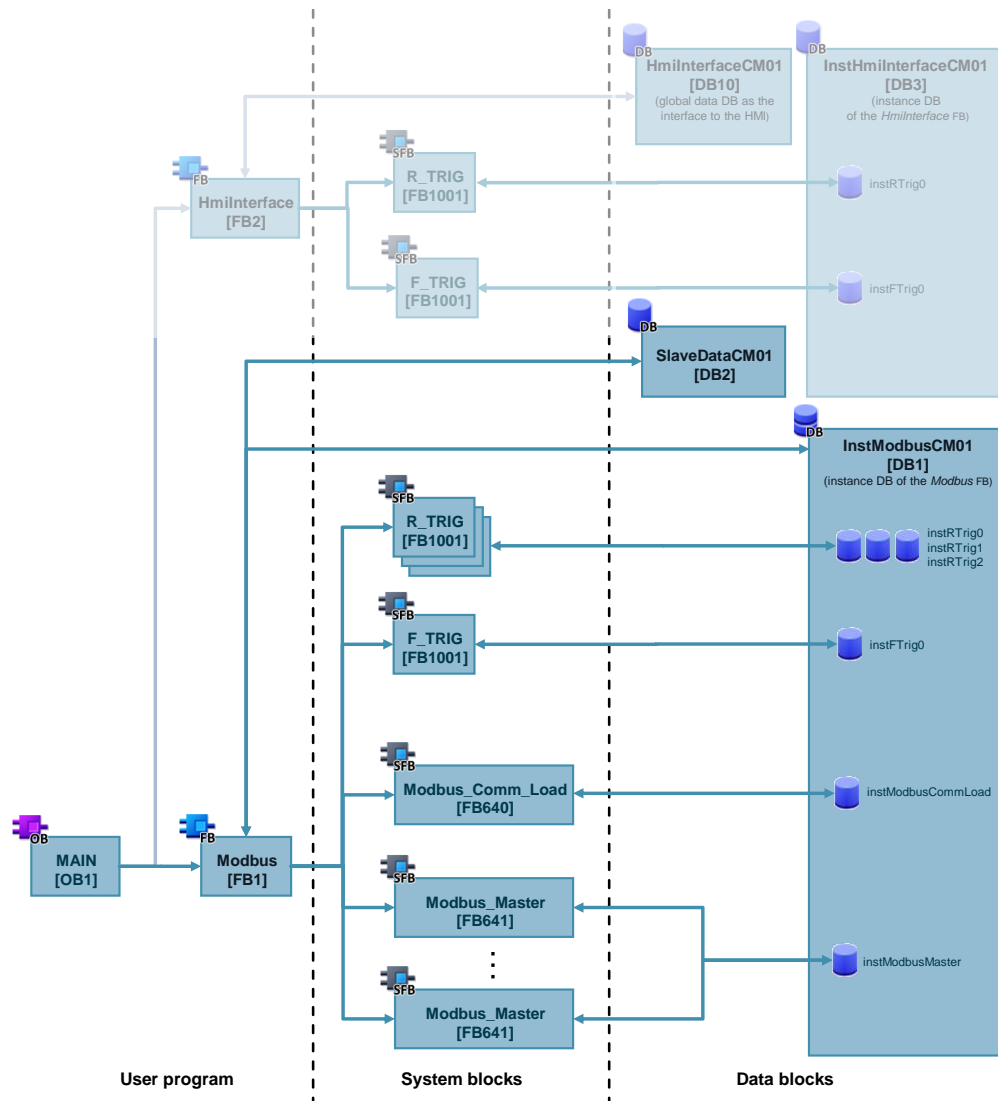 DB
HmiInterfaceCM01
[DB10]
(global data DB as the
interface to the HMI)
DB
InstHmiInterfaceCM01
[DB3]
(instance DB
of the HmiInterface FB)
SFB
R_TRIG
[FB1001]
instRTrig0
FB
HmiInterface
[FB2]
SFB
F_TRIG
[FB1001]
instFTrig0
DB
SlaveDataCM01
[DB2]
DB
InstModbusCM01
[DB1]
(instance DB of the Modbus FB)
SFB
R_TRIG
[FB1001]
instRTrig0
instRTrig1
instRTrig2
SFB
F_TRIG
[FB1001]
instFTrig0
SFB
Modbus_Comm_Load
[FB640]
instModbusCommLoad
OB
MAIN
[OB1]
FB
Modbus
[FB1]
SFB
Modbus_Master
[FB641]
⋮
instModbusMaster
SFB
Modbus_Master
[FB641]
User program
System blocks
Data blocks